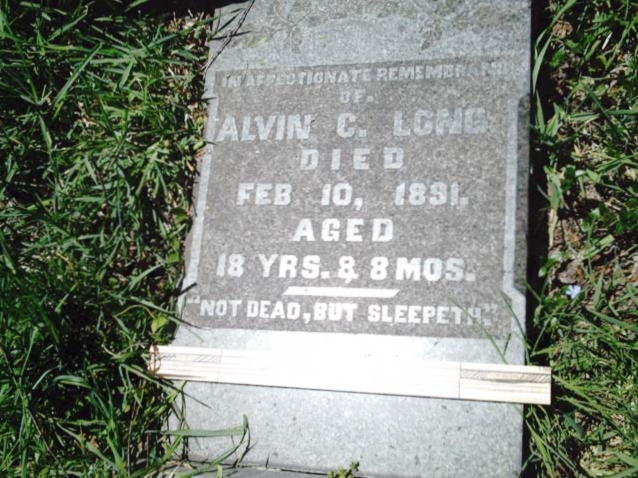 IN AFFECTIONATE REMEMBRANCE
OF
ALVIN C. LONG
DIED
FEB. 10, 1891.
AGED
18 YRS. & 8 MOS.
"NOT DEAD, BUT SLEEPETH"